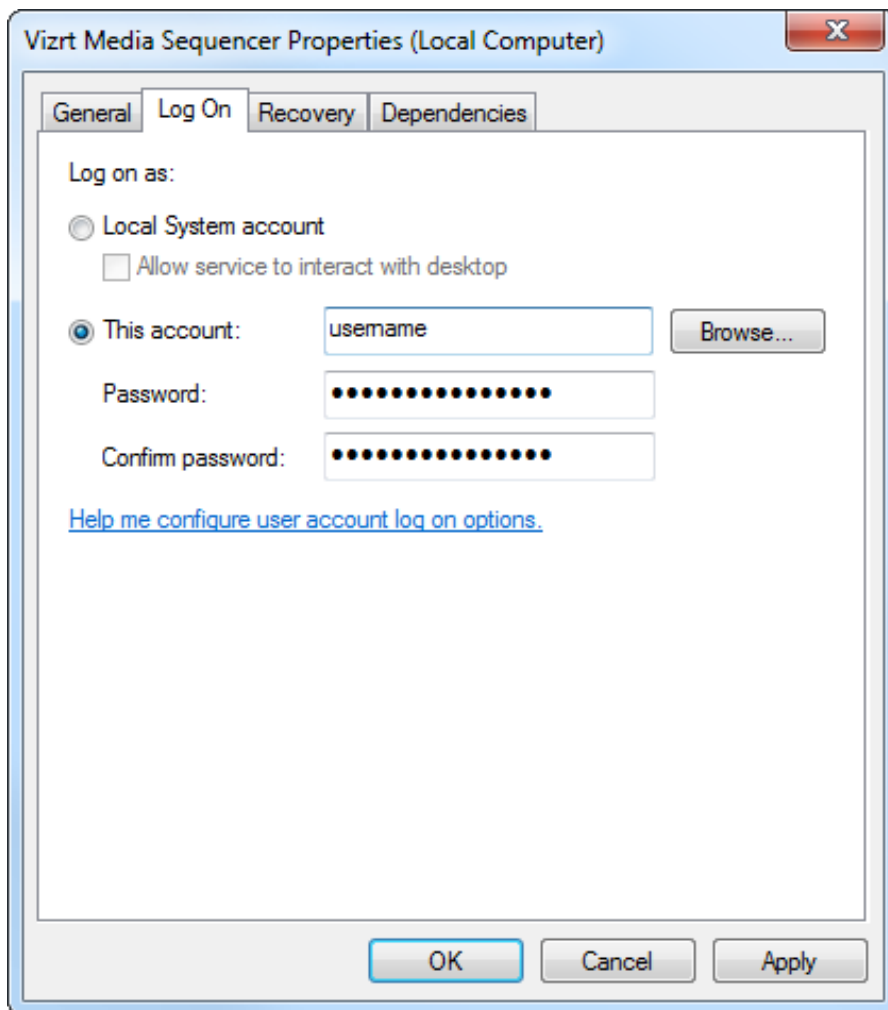 Vizrt Media Sequencer Properties (Local Computer)
General Log On Recovery Dependencies
Log on as:
Local System account
Allow service to interact with desktop
This account: username Browse...
Password: •••••••••••••••
Confirm password: •••••••••••••••
Help me configure user account log on options.
OK Cancel Apply